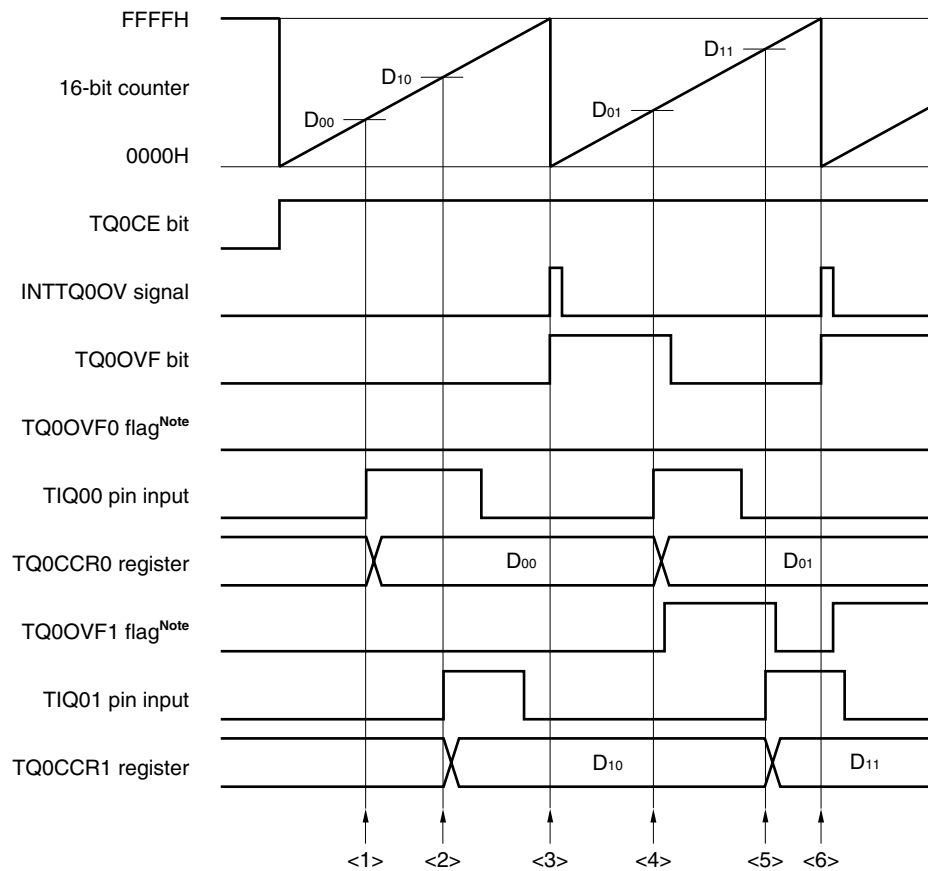 FFFFH
D11
D10
16-bit counter
D01
D00
0000H
TQ0CE bit
INTTQ0OV signal
TQ0OVF bit
TQ0OVF0 flagNote
TIQ00 pin input
TQ0CCR0 register D00 D01
TQ0OVF1 flagNote
TIQ01 pin input
TQ0CCR1 register D10 D11
<1> <2> <3> <4> <5> <6>